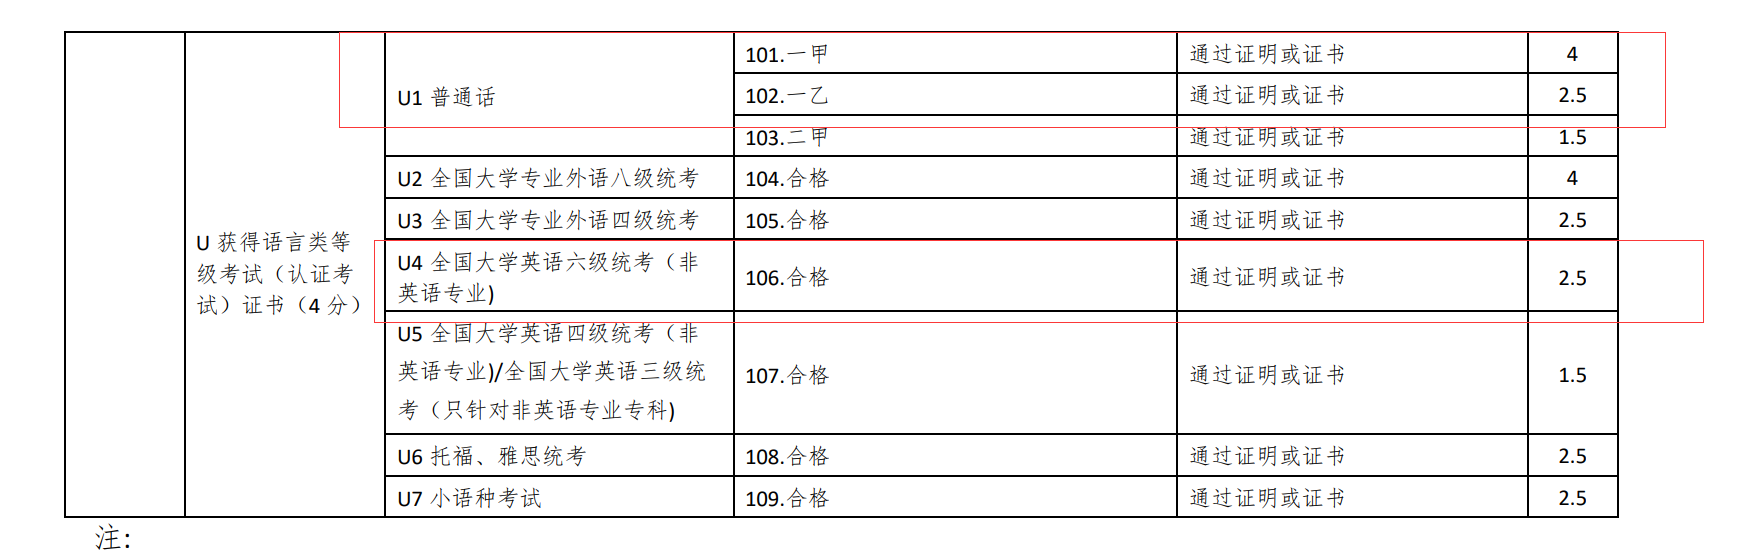 U 获得语言类等
级考试（认证考
试）证书（4 分）
U1 普通话
101.一甲 通过证明或证书 4
102.一乙 通过证明或证书 2.5
103.二甲 通过证明或证书 1.5
U2 全国大学专业外语八级统考 104.合格 通过证明或证书 4
U3 全国大学专业外语四级统考 105.合格 通过证明或证书 2.5
U4 全国大学英语六级统考（非
英语专业)
106.合格 通过证明或证书 2.5
U5 全国大学英语四级统考（非
英语专业)/全国大学英语三级统
考（只针对非英语专业专科)
107.合格 通过证明或证书 1.5
U6 托福、雅思统考 108.合格 通过证明或证书 2.5
U7 小语种考试 109.合格 通过证明或证书 2.5
注: